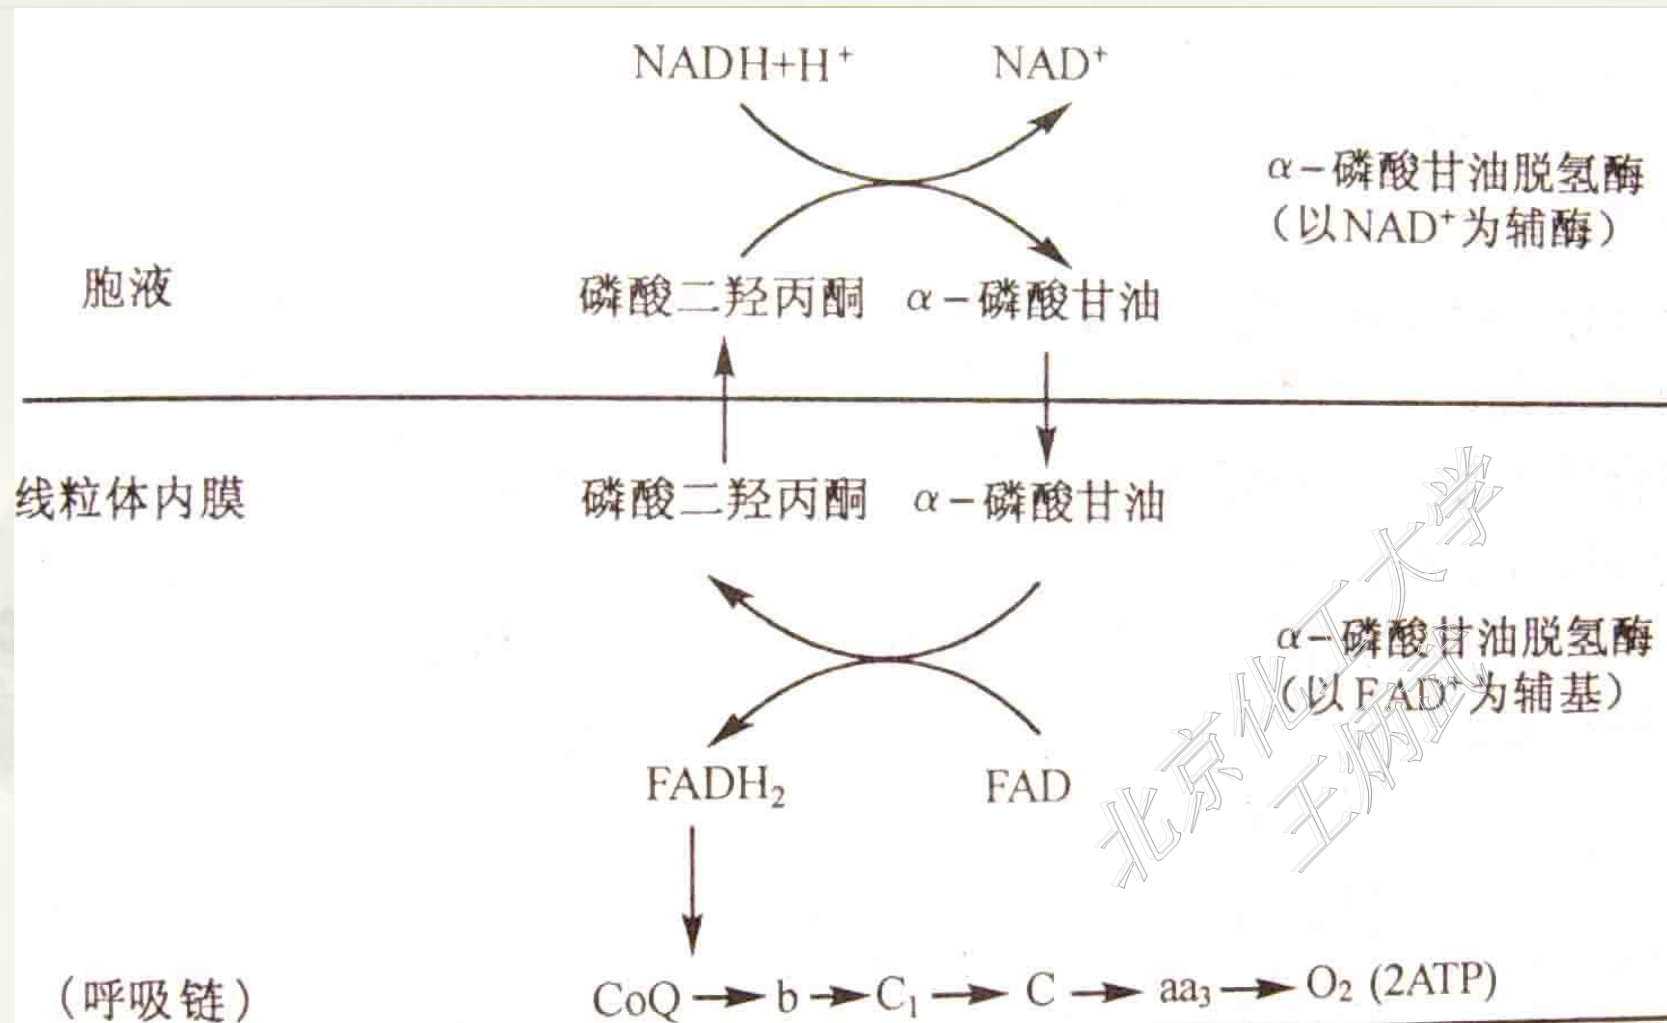 NADH+H⁺ NAD⁺
α-磷酸甘油脱氢酶
(以NAD⁺为辅酶)
胞液
磷酸二羟丙酮 α-磷酸甘油
线粒体内膜
磷酸二羟丙酮 α-磷酸甘油
α-磷酸甘油脱氢酶
(以FAD⁺为辅基)
FADH₂ FAD
(呼吸链)
CoQ→b→C₁→C→aa₃→O₂ (2ATP)
北京化工大学
王炳武